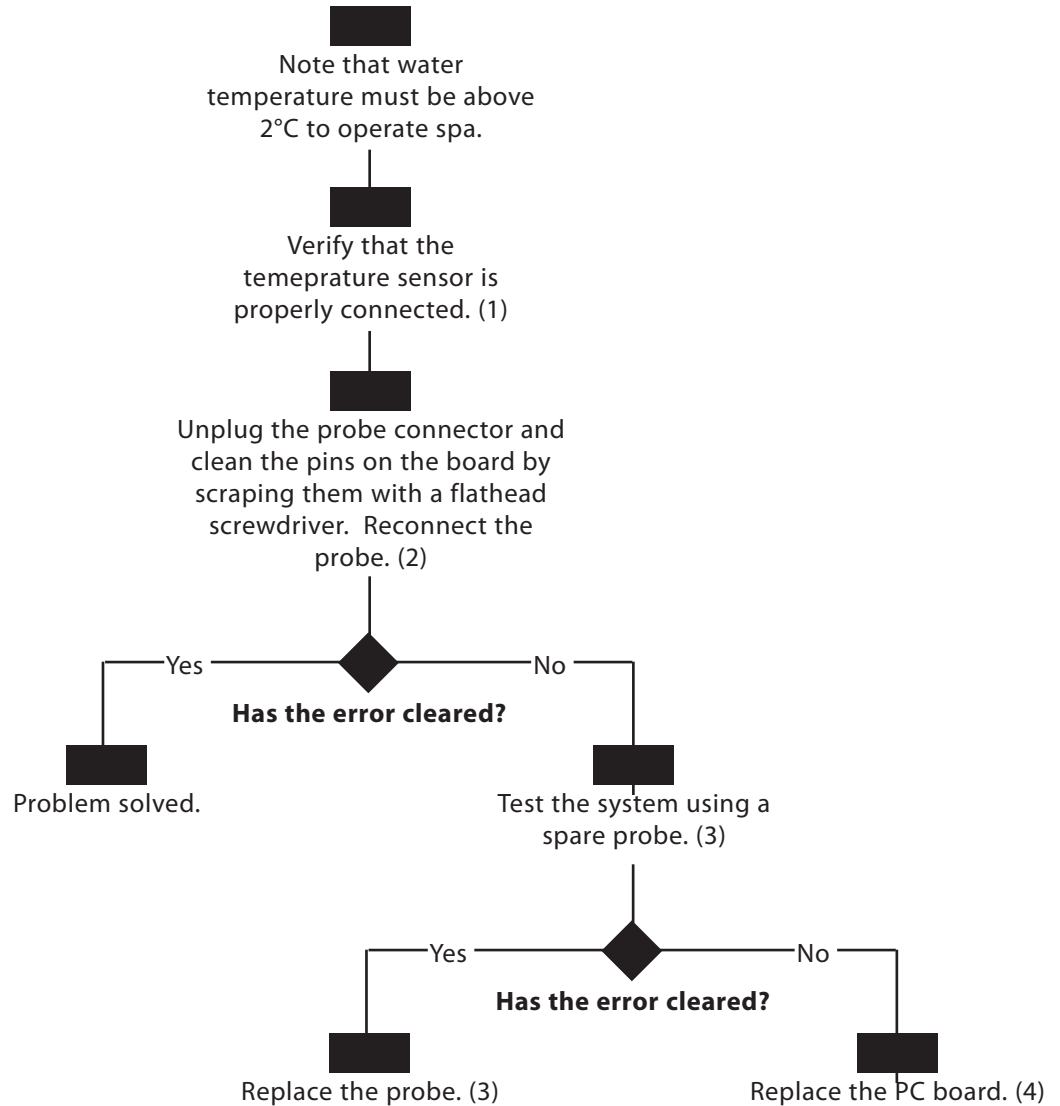 Note that water
temperature must be above
2°C to operate spa.
Verify that the
temeprature sensor is
properly connected. (1)
Unplug the probe connector and
clean the pins on the board by
scraping them with a flathead
screwdriver.  Reconnect the
probe. (2)
Yes
No
Has the error cleared?
Problem solved.
Test the system using a
spare probe. (3)
Yes
No
Has the error cleared?
Replace the probe. (3)
Replace the PC board. (4)